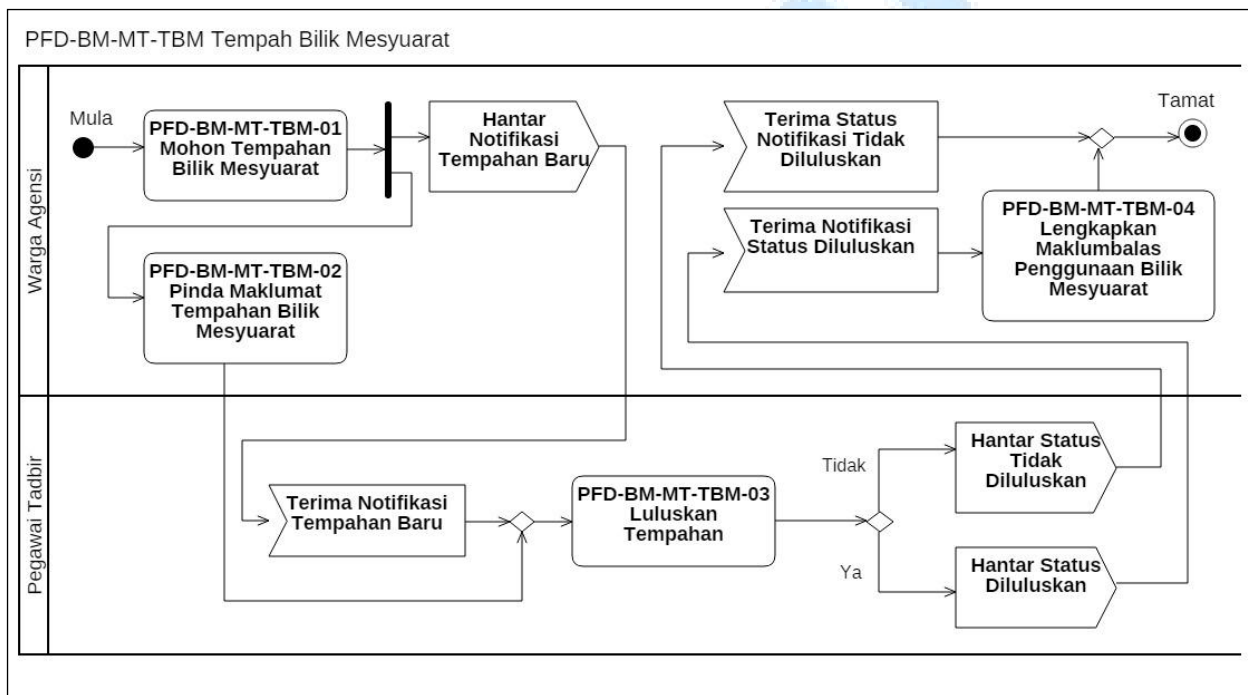 PFD-BM-MT-TBM Tempah Bilik Mesyuarat
Warga Agensi
Mula
PFD-BM-MT-TBM-01
Mohon Tempahan
Bilik Mesyuarat
Hantar
Notifikasi
Tempahan Baru
Terima Status
Notifikasi Tidak
Diluluskan
Tamat
Terima Notifikasi
Status Diluluskan
PFD-BM-MT-TBM-04
Lengkapkan
Maklumbalas
Penggunaan Bilik
Mesyuarat
PFD-BM-MT-TBM-02
Pinda Maklumat
Tempahan Bilik
Mesyuarat
Pegawai Tadbir
Terima Notifikasi
Tempahan Baru
PFD-BM-MT-TBM-03
Luluskan
Tempahan
Tidak
Hantar Status
Tidak
Diluluskan
Ya
Hantar Status
Diluluskan